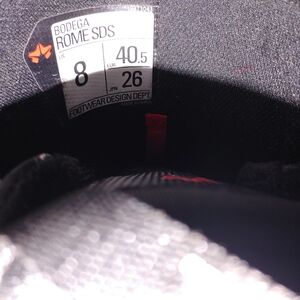 BODEGA
ROME SDS
US 8 EUR 40.5
JPN 26
FOOTWEAR DESIGN DEPT.